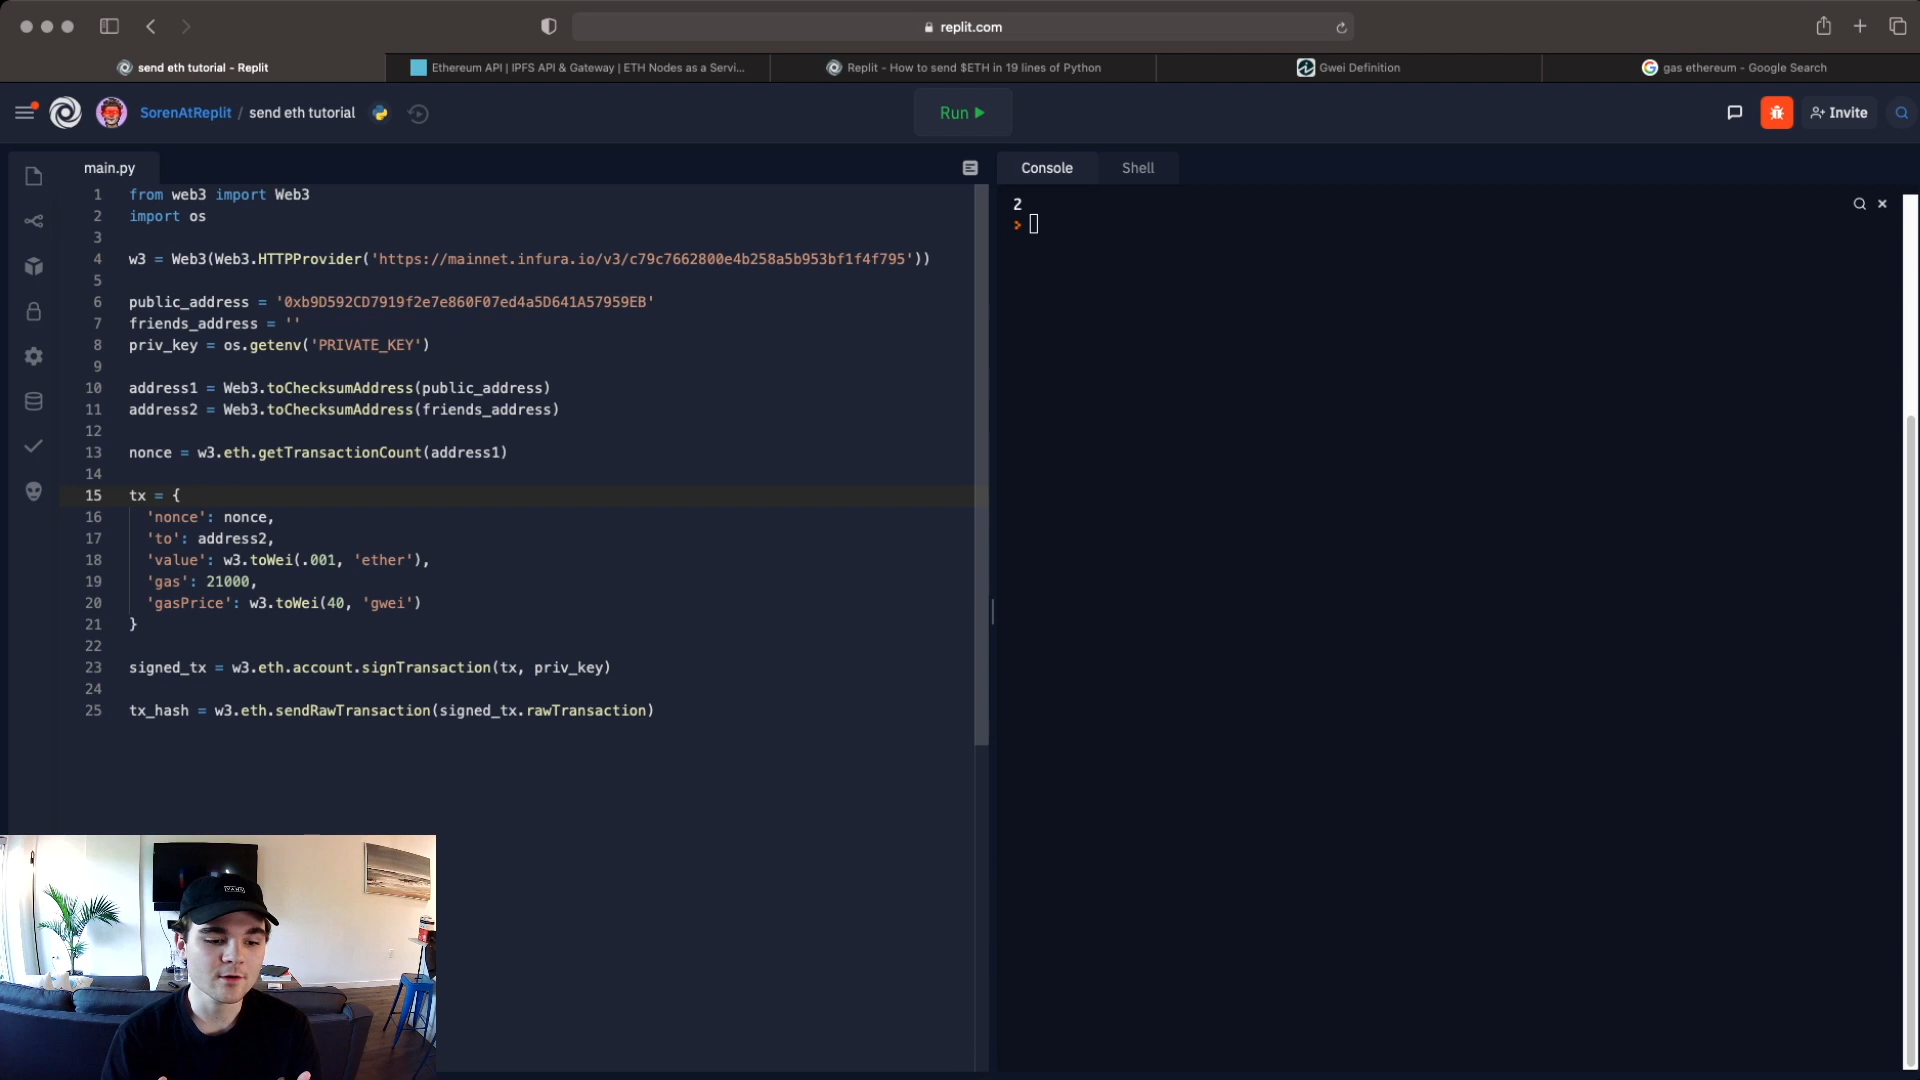 replit.com
send eth tutorial - Replit
Ethereum API | IPFS API & Gateway | ETH Nodes as a Servi...
Replit - How to send $ETH in 19 lines of Python
Gwei Definition
gas ethereum - Google Search
SorenAtReplit / send eth tutorial
Run
Invite
main.py
Console
Shell
1 from web3 import Web3
2 import os
3
4 w3 = Web3(Web3.HTTPProvider('https://mainnet.infura.io/v3/c79c7662800e4b258a5b953bf1f4f795'))
5
6 public_address = '0xb9D592CD7919f2e7e860F07ed4a5D641A57959EB'
7 friends_address = ''
8 priv_key = os.getenv('PRIVATE_KEY')
9
10 address1 = Web3.toChecksumAddress(public_address)
11 address2 = Web3.toChecksumAddress(friends_address)
12
13 nonce = w3.eth.getTransactionCount(address1)
14
15 tx = {
16 'nonce': nonce,
17 'to': address2,
18 'value': w3.toWei(.001, 'ether'),
19 'gas': 21000,
20 'gasPrice': w3.toWei(40, 'gwei')
21 }
22
23 signed_tx = w3.eth.account.signTransaction(tx, priv_key)
24
25 tx_hash = w3.eth.sendRawTransaction(signed_tx.rawTransaction)
2
>
VANS